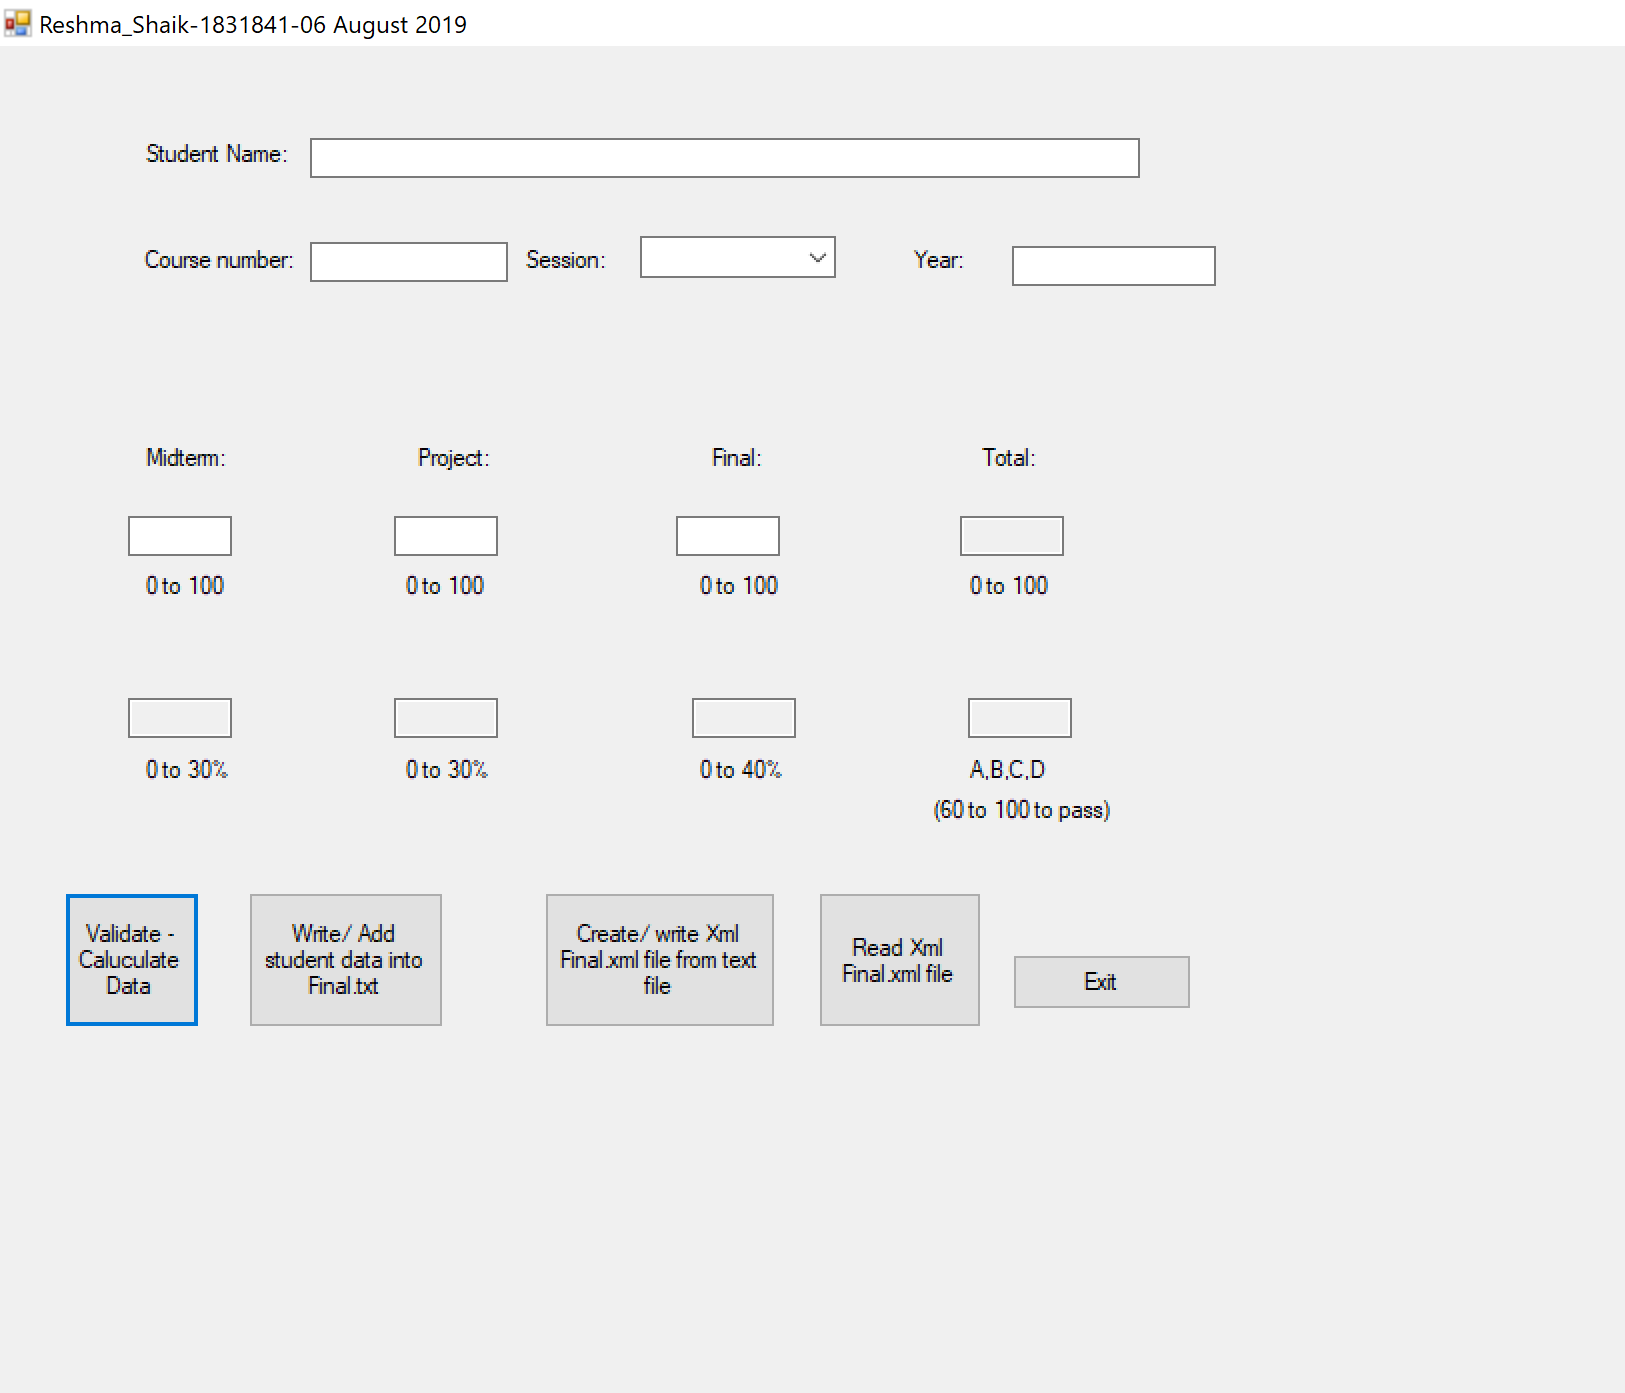 Reshma_Shaik-1831841-06 August 2019
Student Name:
Course number:
Session:
Year:
Midterm:
Project:
Final:
Total:
0 to 100
0 to 100
0 to 100
0 to 100
0 to 30%
0 to 30%
0 to 40%
A,B,C,D
(60 to 100 to pass)
Validate -
Caluculate
Data
Write/ Add
student data into
Final.txt
Create/ write Xml
Final.xml file from text
file
Read Xml
Final.xml file
Exit